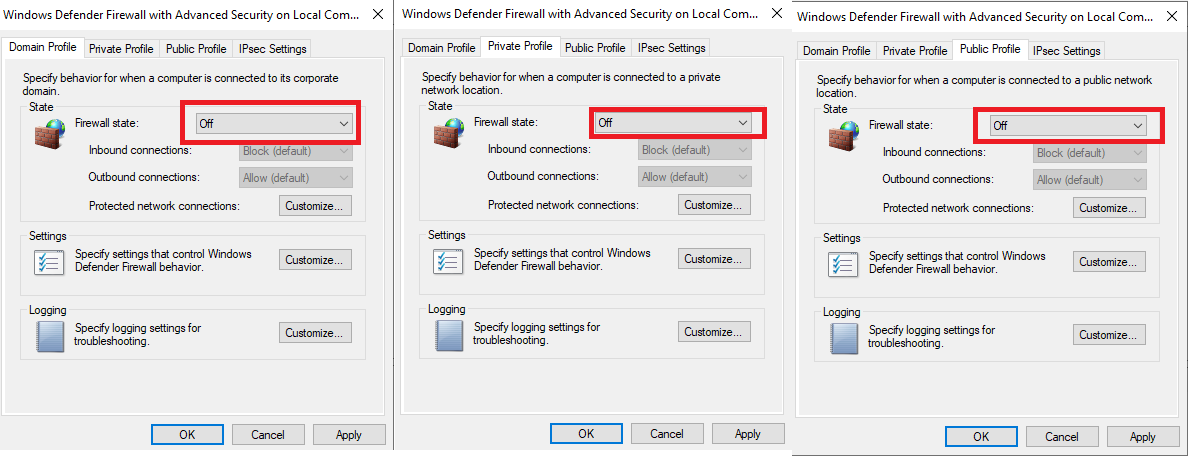 Windows Defender Firewall with Advanced Security on Local Com...
Domain Profile Private Profile Public Profile IPsec Settings
Specify behavior for when a computer is connected to its corporate
domain.
State
Firewall state: Off
Inbound connections: Block (default)
Outbound connections: Allow (default)
Protected network connections: Customize...
Settings
Specify settings that control Windows
Defender Firewall behavior.
Customize...
Logging
Specify logging settings for
troubleshooting.
Customize...
OK Cancel Apply
Windows Defender Firewall with Advanced Security on Local Com...
Domain Profile Private Profile Public Profile IPsec Settings
Specify behavior for when a computer is connected to a private
network location.
State
Firewall state: Off
Inbound connections: Block (default)
Outbound connections: Allow (default)
Protected network connections: Customize...
Settings
Specify settings that control Windows
Defender Firewall behavior.
Customize...
Logging
Specify logging settings for
troubleshooting.
Customize...
OK Cancel Apply
Windows Defender Firewall with Advanced Security on Local Com...
Domain Profile Private Profile Public Profile IPsec Settings
Specify behavior for when a computer is connected to a public network
location.
State
Firewall state: Off
Inbound connections: Block (default)
Outbound connections: Allow (default)
Protected network connections: Customize...
Settings
Specify settings that control Windows
Defender Firewall behavior.
Customize...
Logging
Specify logging settings for
troubleshooting.
Customize...
OK Cancel Apply